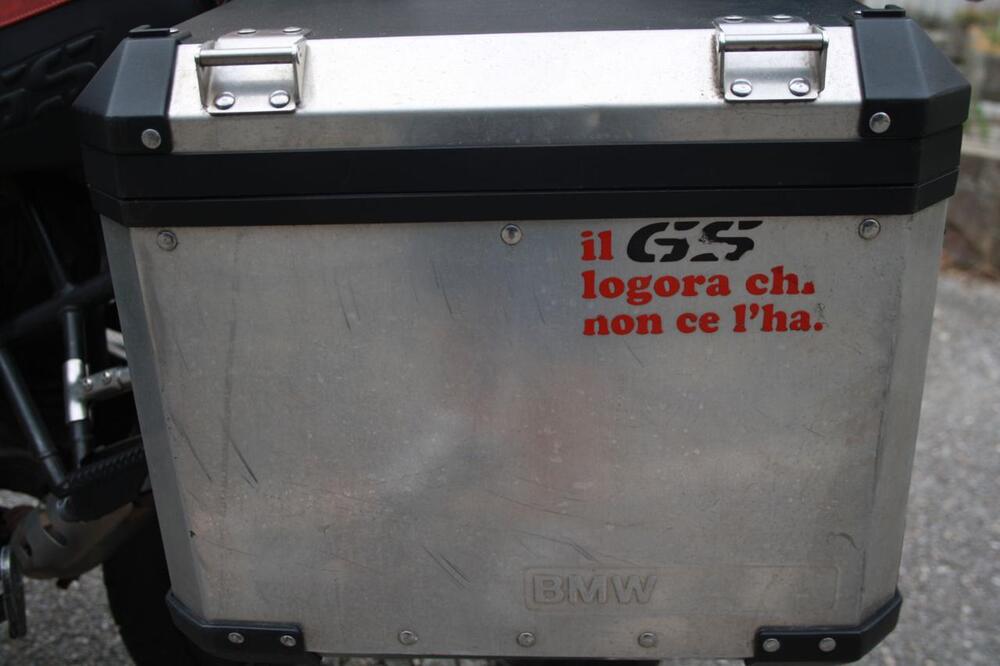 il GS
logora ch
non ce l'ha.
BMW